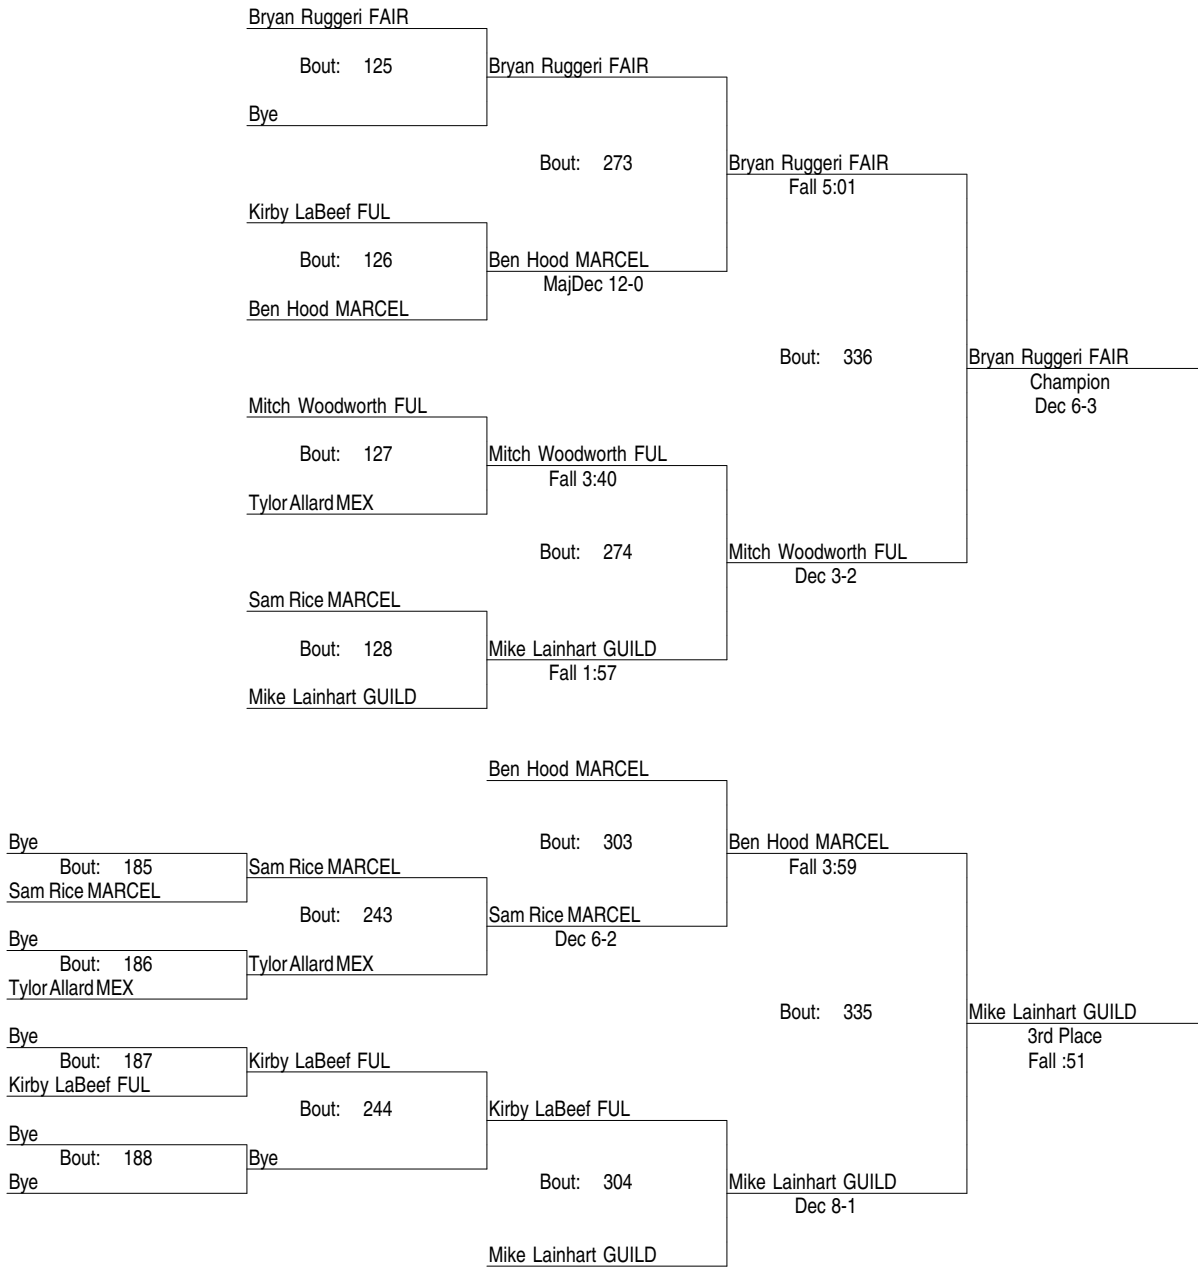 Bryan Ruggeri FAIR
Bout: 125
Bryan Ruggeri FAIR
Bye
Bout: 273
Bryan Ruggeri FAIR
Fall 5:01
Kirby LaBeef FUL
Bout: 126
Ben Hood MARCEL
MajDec 12-0
Ben Hood MARCEL
Bout: 336
Bryan Ruggeri FAIR
Champion
Dec 6-3
Mitch Woodworth FUL
Bout: 127
Mitch Woodworth FUL
Fall 3:40
Tylor Allard MEX
Bout: 274
Mitch Woodworth FUL
Dec 3-2
Sam Rice MARCEL
Bout: 128
Mike Lainhart GUILD
Fall 1:57
Mike Lainhart GUILD
Ben Hood MARCEL
Bye
Bout: 303
Ben Hood MARCEL
Fall 3:59
Bout: 185
Sam Rice MARCEL
Sam Rice MARCEL
Bout: 243
Sam Rice MARCEL
Dec 6-2
Bye
Bout: 186
Tylor Allard MEX
Tylor Allard MEX
Bout: 335
Mike Lainhart GUILD
3rd Place
Fall :51
Bye
Bout: 187
Kirby LaBeef FUL
Kirby LaBeef FUL
Bout: 244
Kirby LaBeef FUL
Bye
Bout: 188
Bye
Bye
Bout: 304
Mike Lainhart GUILD
Dec 8-1
Mike Lainhart GUILD